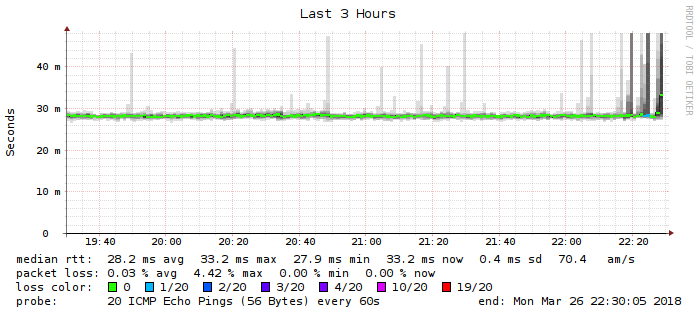 Last 3 Hours
RRDTOOL / TOBI OETIKER
Seconds
40 m
30 m
20 m
10 m
0
19:40 20:00 20:20 20:40 21:00 21:20 21:40 22:00 22:20
median rtt: 28.2 ms avg 33.2 ms max 27.9 ms min 33.2 ms now 0.4 ms sd 70.4 am/s
packet loss: 0.03 % avg 4.42 % max 0.00 % min 0.00 % now
loss color: 0 1/20 2/20 3/20 4/20 10/20 19/20
probe: 20 ICMP Echo Pings (56 Bytes) every 60s end: Mon Mar 26 22:30:05 2018